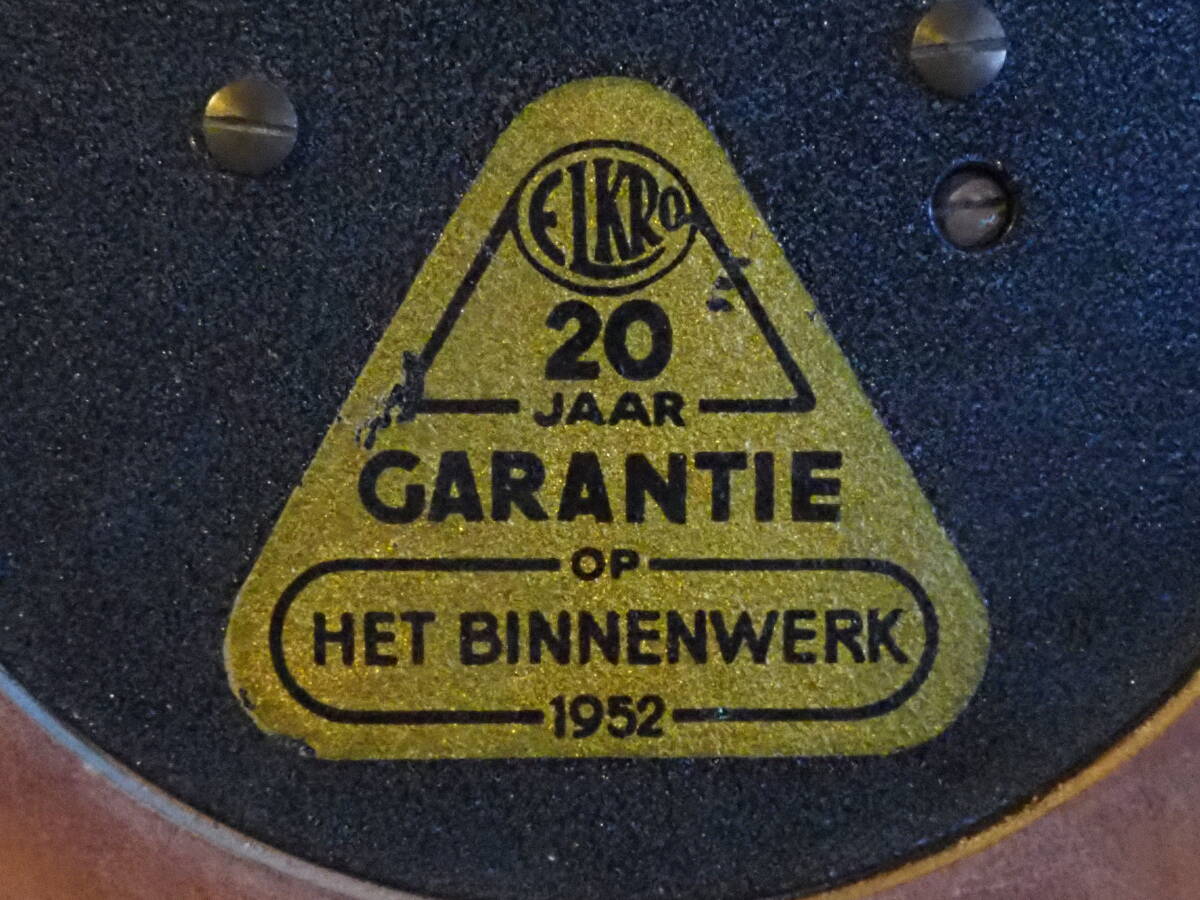 ELKRO
20
JAAR
GARANTIE
OP
HET BINNENWERK
1952